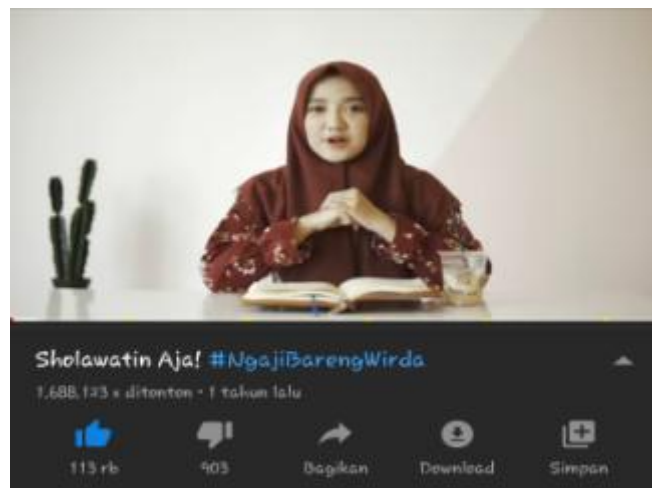 Sholawatin Aja! #NgajiBarengWirda
1,688,123 x ditonton • 1 tahun lalu
113 rb 903 Bagikan Download Simpan